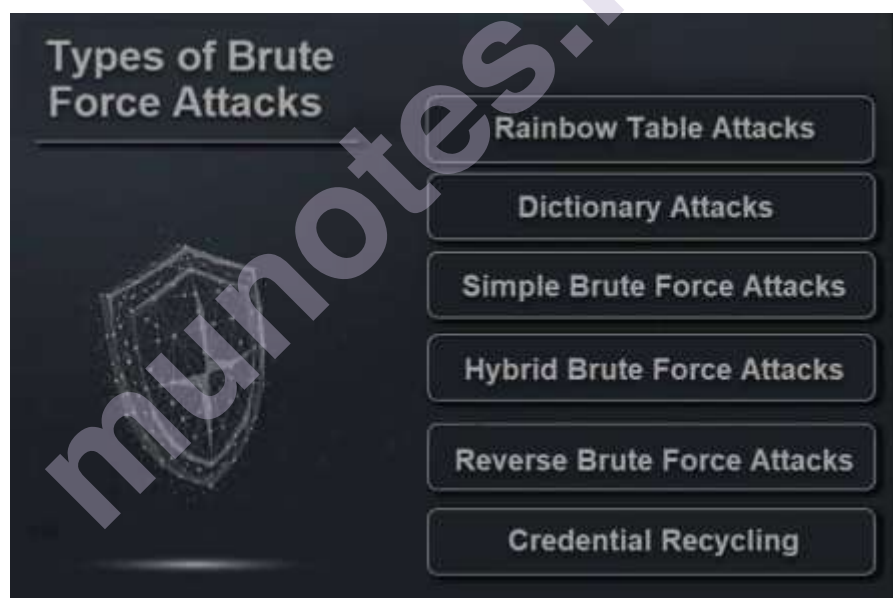 Types of Brute
Force Attacks
Rainbow Table Attacks
Dictionary Attacks
Simple Brute Force Attacks
Hybrid Brute Force Attacks
Reverse Brute Force Attacks
Credential Recycling
munotes.i